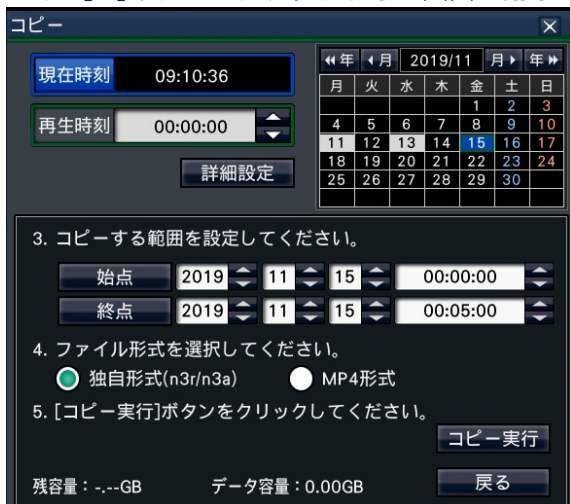 コピー
現在時刻 09:10:36
再生時刻 00:00:00
詳細設定
年 月 2019/11 月 年
月 火 水 木 金 土 日
1 2 3
4 5 6 7 8 9 10
11 12 13 14 15 16 17
18 19 20 21 22 23 24
25 26 27 28 29 30
3. コピーする範囲を設定してください。
始点 2019 11 15 00:00:00
終点 2019 11 15 00:05:00
4. ファイル形式を選択してください。
独自形式(n3r/n3a) MP4形式
5. [コピー実行]ボタンをクリックしてください。
コピー実行
残容量：-.--GB データ容量：0.00GB 戻る